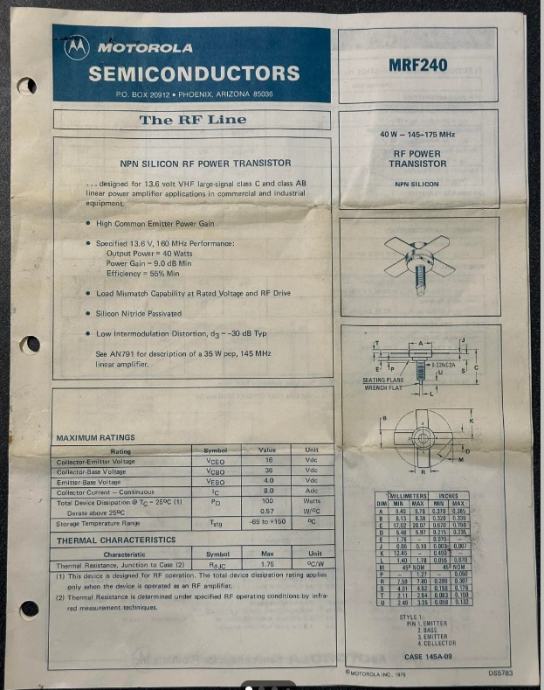 MOTOROLA
SEMICONDUCTORS
P.O. BOX 20912 • PHOENIX, ARIZONA 85036
MRF240
The RF Line
40 W – 145-175 MHz
RF POWER
TRANSISTOR
NPN SILICON
NPN SILICON RF POWER TRANSISTOR
. . . designed for 13.6 volt VHF large-signal class C and class AB
linear power amplifier applications in commercial and industrial
equipment.
• High Common Emitter Power Gain
• Specified 13.6 V, 160 MHz Performance:
Output Power = 40 Watts
Power Gain = 9.0 dB Min
Efficiency = 55% Min
• Load Mismatch Capability at Rated Voltage and RF Drive
• Silicon Nitride Passivated
• Low Intermodulation Distortion, d3 = -30 dB Typ
See AN791 for description of a 35 W pep, 145 MHz
linear amplifier.
SEATING PLANE
WRENCH FLAT
MAXIMUM RATINGS
Rating Symbol Value Unit
Collector-Emitter Voltage VCEO 16 Vdc
Collector-Base Voltage VCBO 36 Vdc
Emitter-Base Voltage VEBO 4.0 Vdc
Collector Current – Continuous IC 8.0 Adc
Total Device Dissipation @ TC = 25°C (1) PD 100 Watts
Derate above 25°C 0.57 W/°C
Storage Temperature Range Tstg -65 to +150 °C
THERMAL CHARACTERISTICS
Characteristic Symbol Max Unit
Thermal Resistance, Junction to Case (2) RθJC 1.75 °C/W
(1) This device is designed for RF operation. The total device dissipation rating applies
only when the device is operated as an RF amplifier.
(2) Thermal Resistance is determined under specified RF operating conditions by infra-
red measurement techniques.
MILLIMETERS INCHES
DIM MIN MAX MIN MAX
STYLE 1:
PIN 1. EMITTER
2. BASE
3. EMITTER
4. COLLECTOR
CASE 145A-09
© MOTOROLA INC., 1979
DS5783